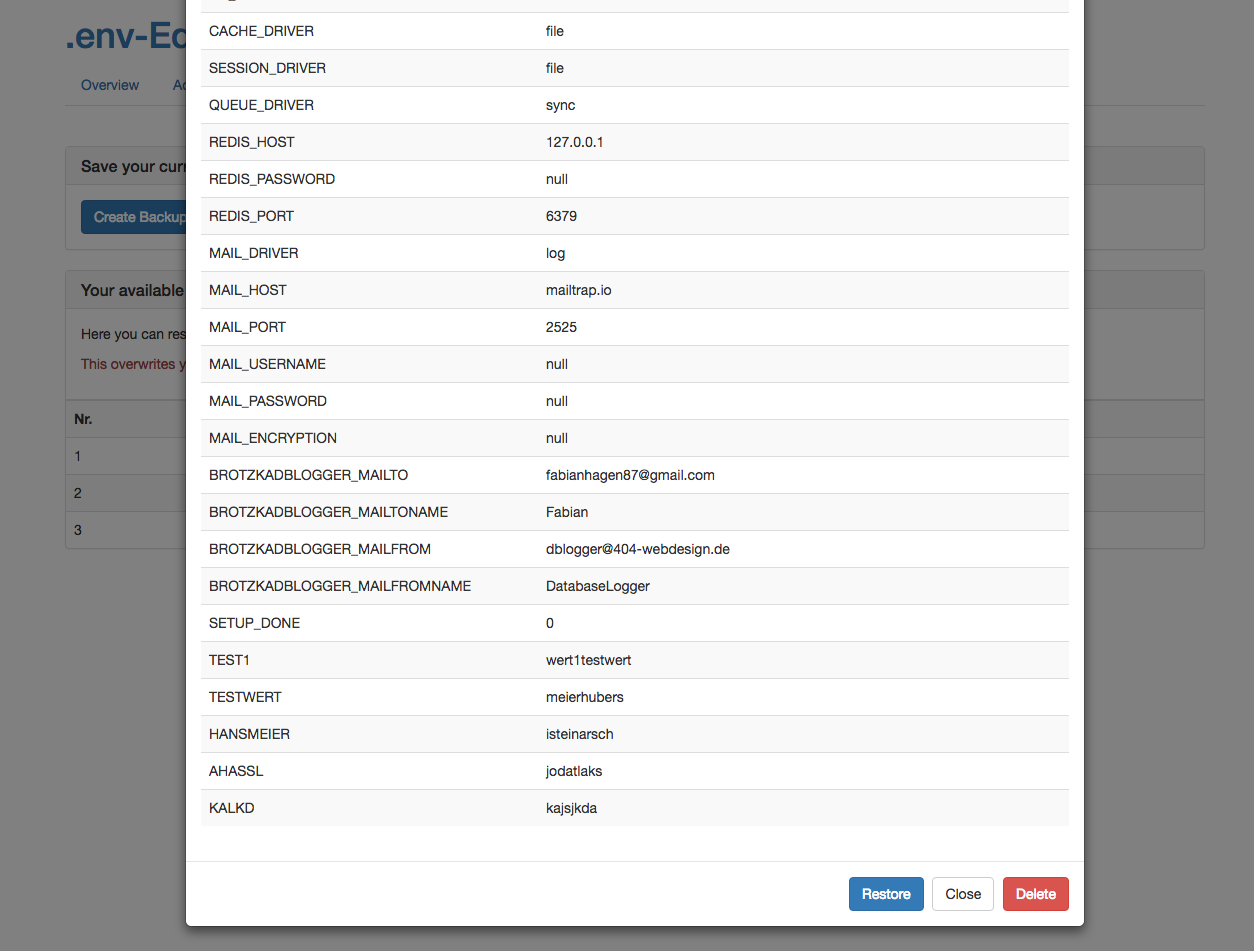 .env-Ed
Overview
Save your curr
Create Backup
Your available
Here you can res
This overwrites y
Nr.
1
2
3
CACHE_DRIVER file
SESSION_DRIVER file
QUEUE_DRIVER sync
REDIS_HOST 127.0.0.1
REDIS_PASSWORD null
REDIS_PORT 6379
MAIL_DRIVER log
MAIL_HOST mailtrap.io
MAIL_PORT 2525
MAIL_USERNAME null
MAIL_PASSWORD null
MAIL_ENCRYPTION null
BROTZKADBLOGGER_MAILTO fabianhagen87@gmail.com
BROTZKADBLOGGER_MAILTONAME Fabian
BROTZKADBLOGGER_MAILFROM dblogger@404-webdesign.de
BROTZKADBLOGGER_MAILFROMNAME DatabaseLogger
SETUP_DONE 0
TEST1 wert1testwert
TESTWERT meierhubers
HANSMEIER isteinarsch
AHASSL jodatlaks
KALKD kajsjkda
Restore Close Delete